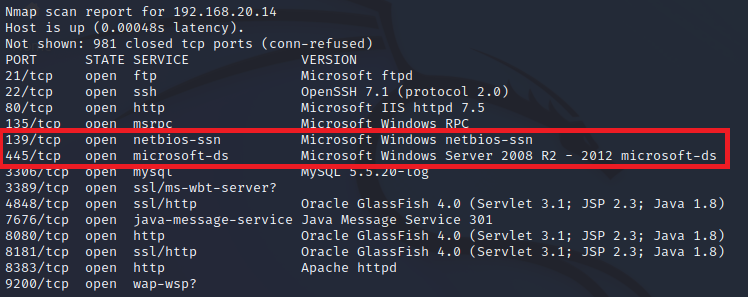 Nmap scan report for 192.168.20.14
Host is up (0.00048s latency).
Not shown: 981 closed tcp ports (conn-refused)
PORT     STATE SERVICE              VERSION
21/tcp   open  ftp                  Microsoft ftpd
22/tcp   open  ssh                  OpenSSH 7.1 (protocol 2.0)
80/tcp   open  http                 Microsoft IIS httpd 7.5
135/tcp  open  msrpc                Microsoft Windows RPC
139/tcp  open  netbios-ssn          Microsoft Windows netbios-ssn
445/tcp  open  microsoft-ds         Microsoft Windows Server 2008 R2 - 2012 microsoft-ds
3306/tcp open  mysql                MySQL 5.5.20-log
3389/tcp open  ssl/ms-wbt-server?
4848/tcp open  ssl/http             Oracle GlassFish 4.0 (Servlet 3.1; JSP 2.3; Java 1.8)
7676/tcp open  java-message-service Java Message Service 301
8080/tcp open  http                 Oracle GlassFish 4.0 (Servlet 3.1; JSP 2.3; Java 1.8)
8181/tcp open  ssl/http             Oracle GlassFish 4.0 (Servlet 3.1; JSP 2.3; Java 1.8)
8383/tcp open  http                 Apache httpd
9200/tcp open  wap-wsp?